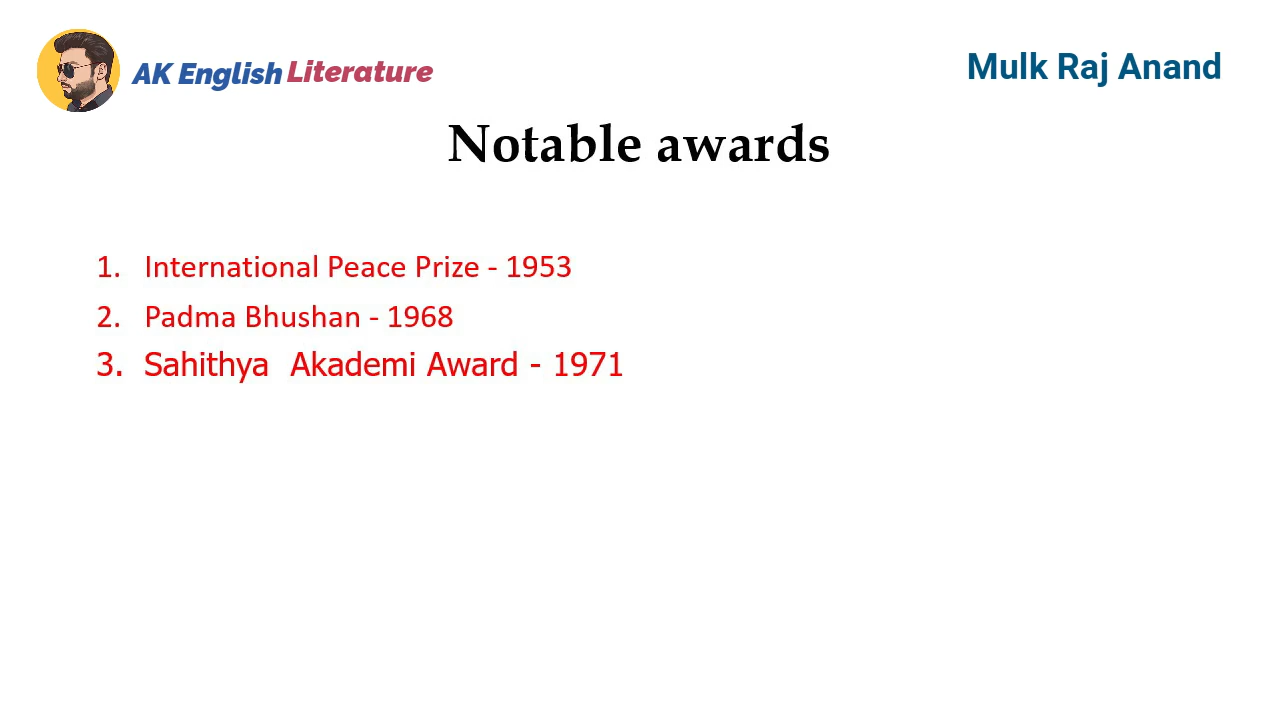 AK English Literature
Mulk Raj Anand
Notable awards
1. International Peace Prize - 1953
2. Padma Bhushan - 1968
3. Sahithya Akademi Award - 1971